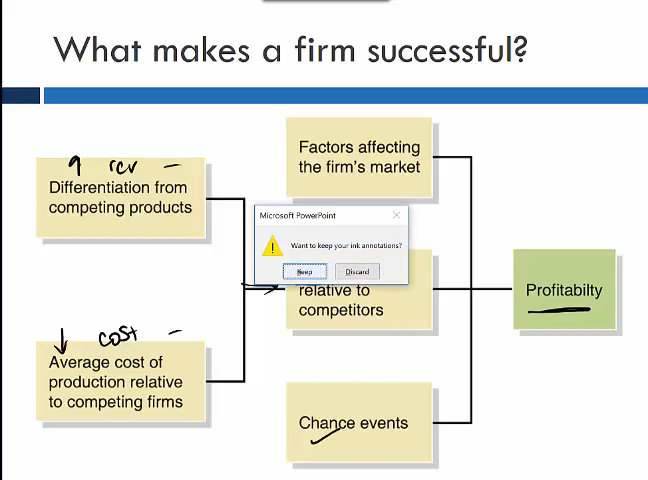 What makes a firm successful?
Factors affecting
the firm's market
↑ rev –
Differentiation from
competing products
Microsoft PowerPoint
Want to keep your ink annotations?
Keep
Discard
relative to
competitors
Profitabilty
↓ cost –
Average cost of
production relative
to competing firms
Chance events